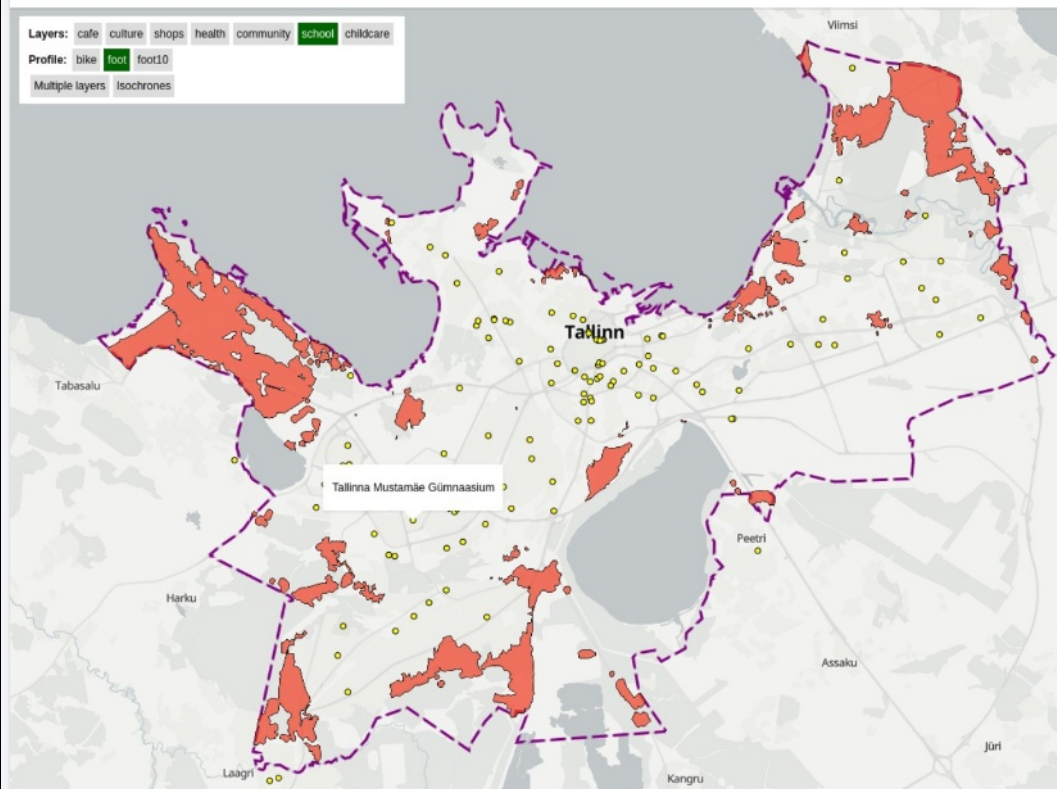 Viimsi
Layers: cafe culture shops health community school childcare
Profile: bike foot foot10
Multiple layers Isochrones
Tallinn
Tabasalu
Tallinna Mustamäe Gümnaasium
Peetri
Harku
Assaku
Jüri
Laagri
Kangru